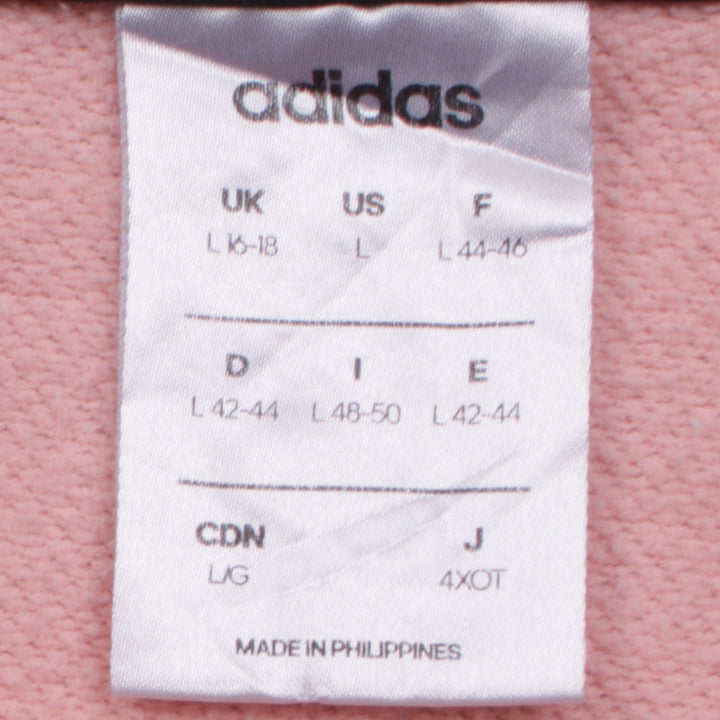 adidas
UK US F
L 16-18 L L 44-46
D I E
L 42-44 L 48-50 L 42-44
CDN J
L/G 4XOT
MADE IN PHILIPPINES